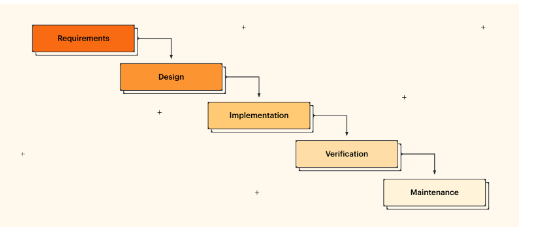 Requirements
Design
Implementation
Verification
Maintenance